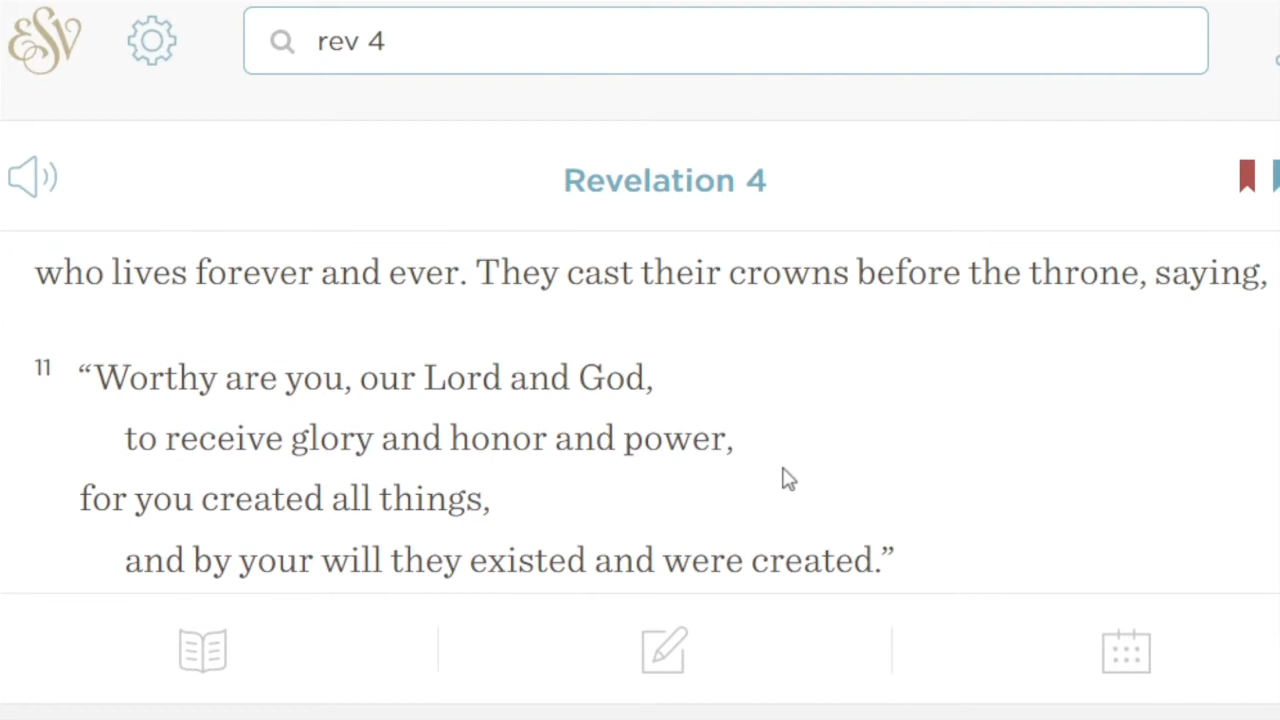 ESV
rev 4
Revelation 4
who lives forever and ever. They cast their crowns before the throne, saying,
11 “Worthy are you, our Lord and God,
to receive glory and honor and power,
for you created all things,
and by your will they existed and were created.”